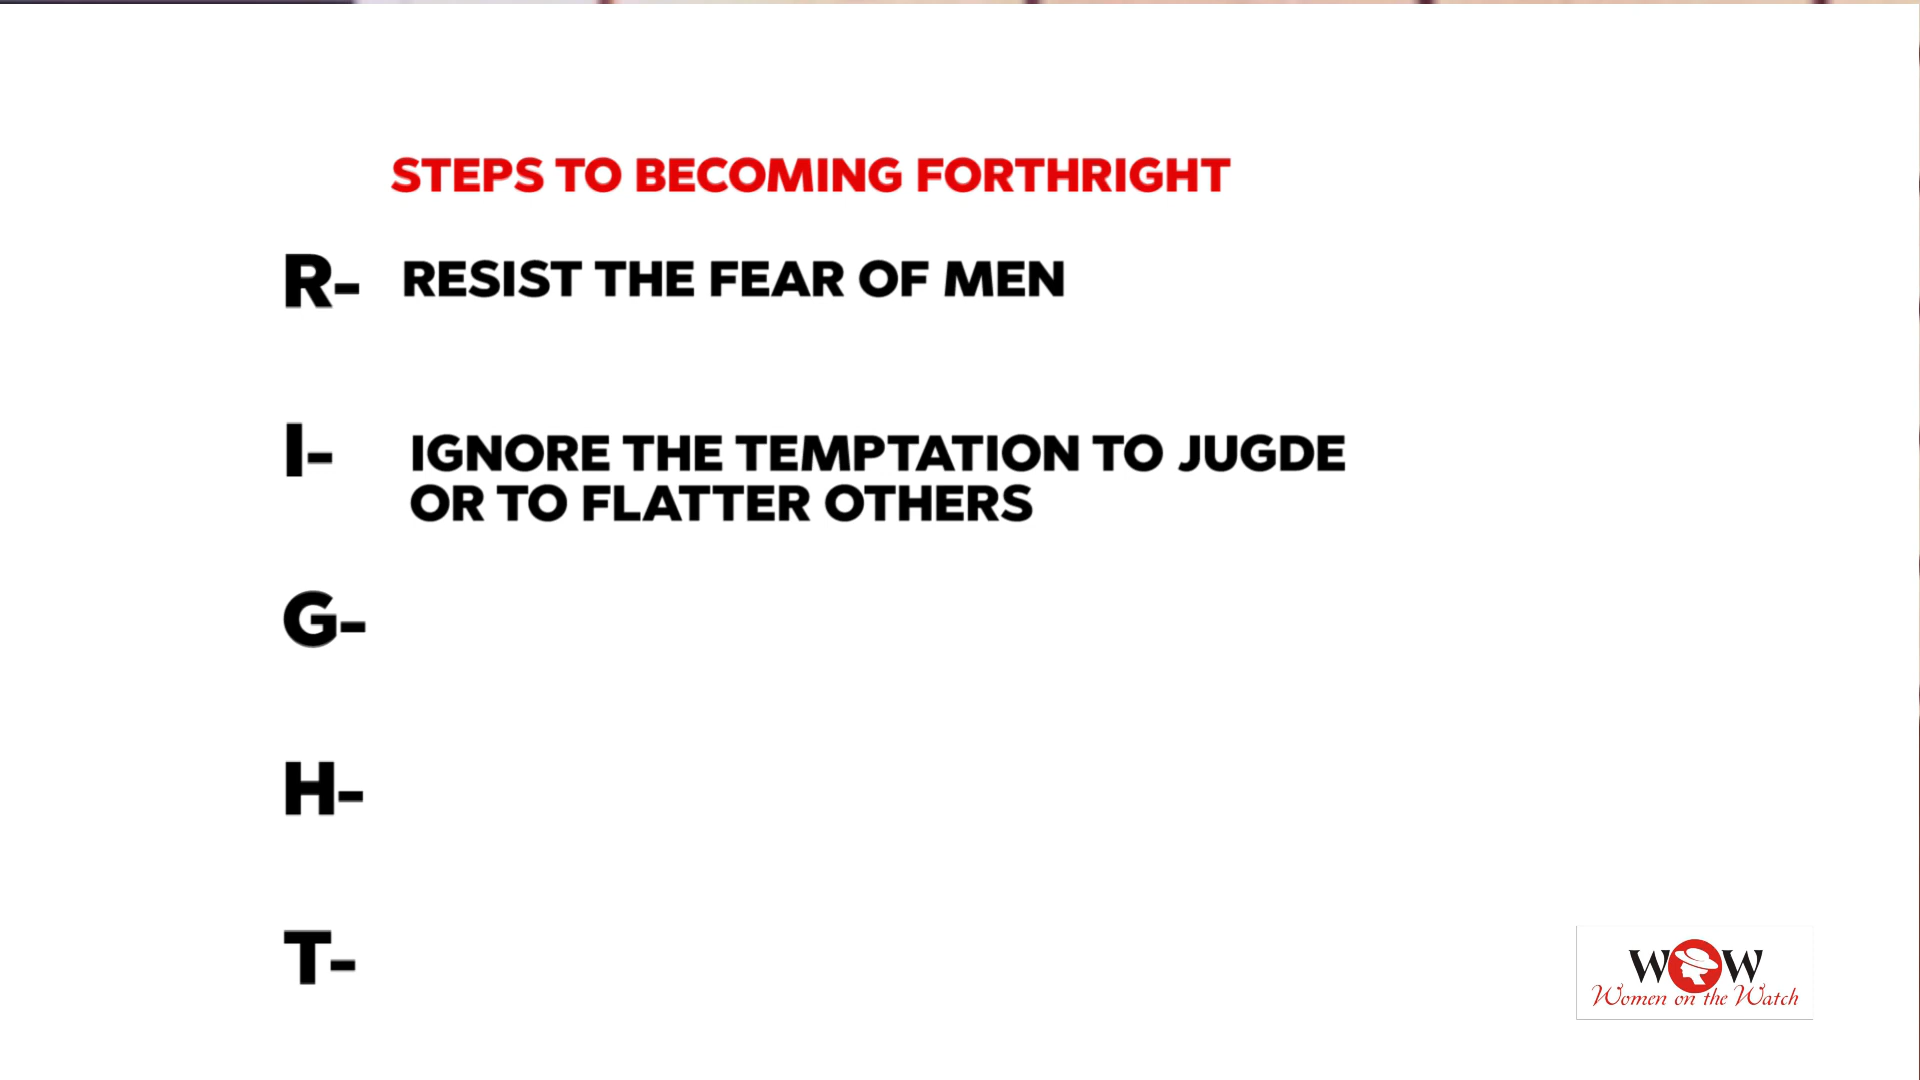 STEPS TO BECOMING FORTHRIGHT
R- RESIST THE FEAR OF MEN
I- IGNORE THE TEMPTATION TO JUGDE
OR TO FLATTER OTHERS
G-
H-
T-
WOW
Women on the Watch